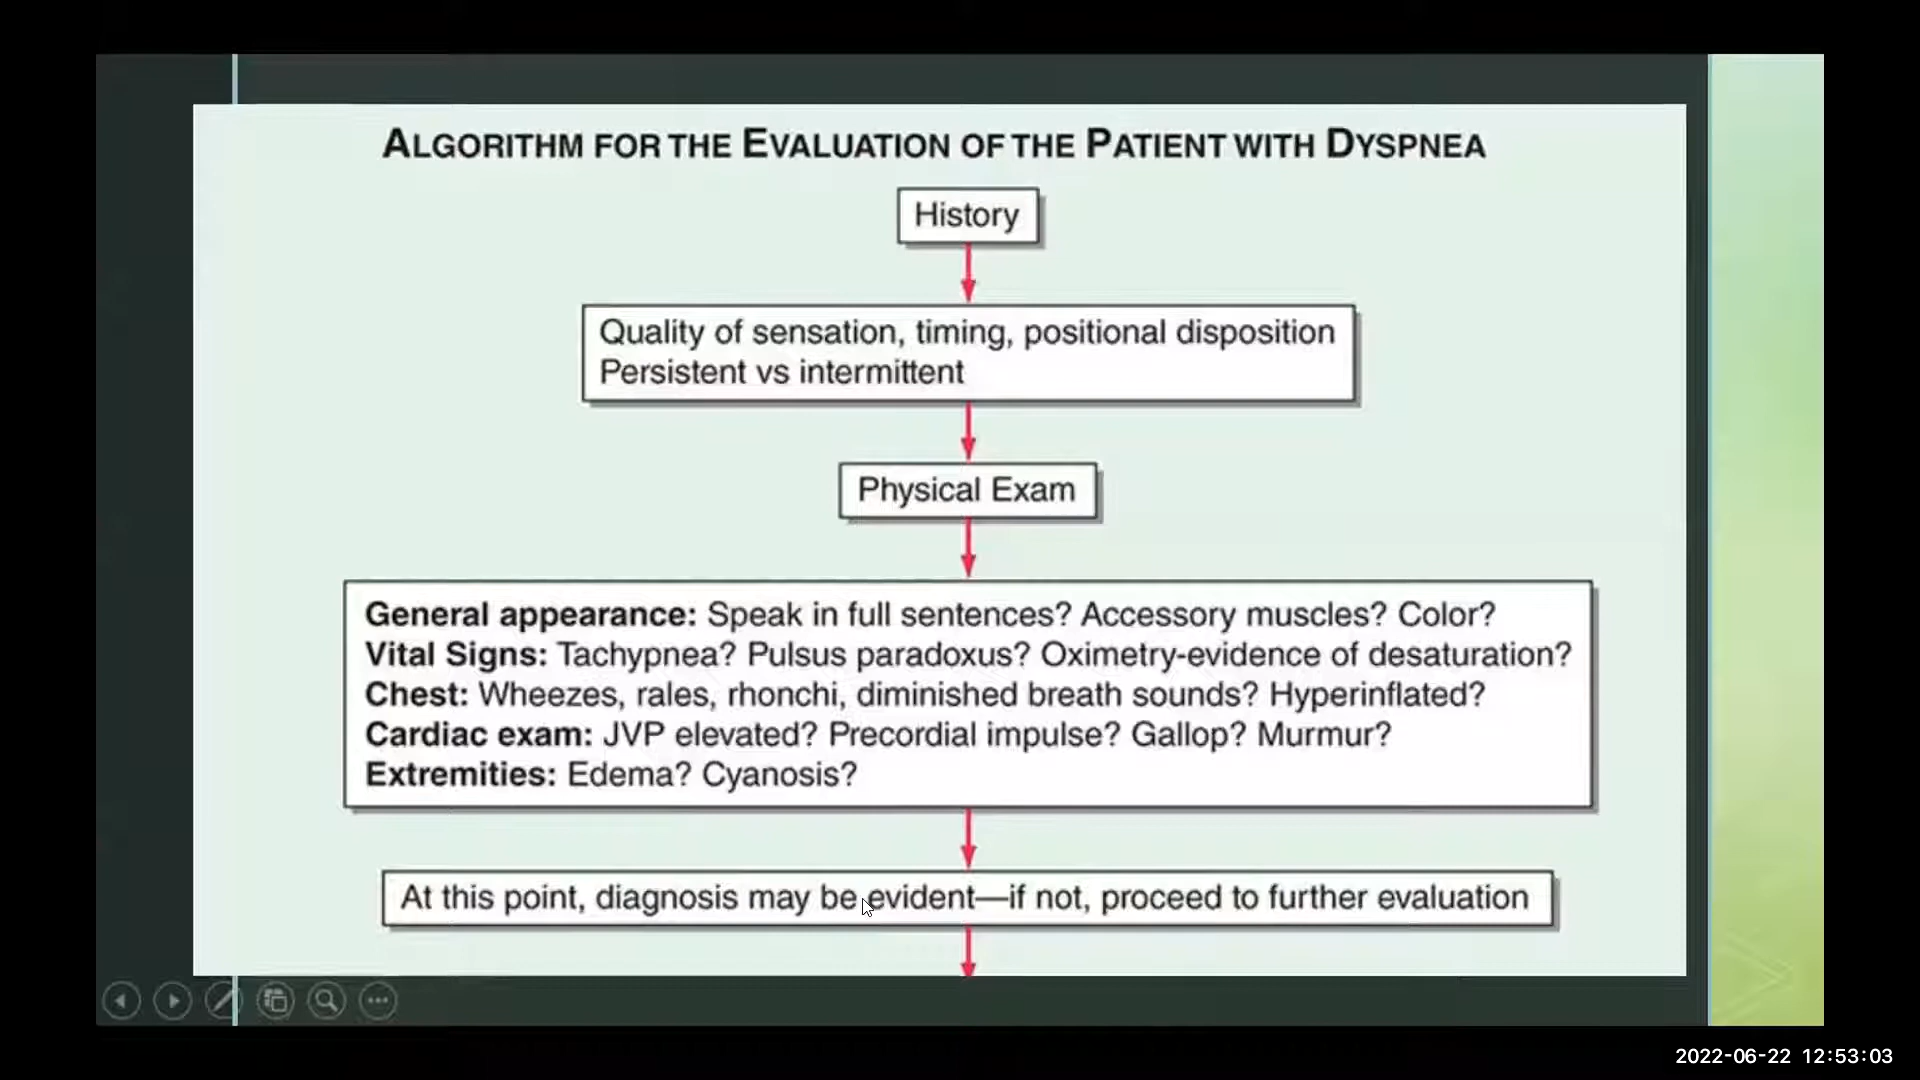 ALGORITHM FOR THE EVALUATION OF THE PATIENT WITH DYSPNEA
History
Quality of sensation, timing, positional disposition
Persistent vs intermittent
Physical Exam
General appearance: Speak in full sentences? Accessory muscles? Color?
Vital Signs: Tachypnea? Pulsus paradoxus? Oximetry-evidence of desaturation?
Chest: Wheezes, rales, rhonchi, diminished breath sounds? Hyperinflated?
Cardiac exam: JVP elevated? Precordial impulse? Gallop? Murmur?
Extremities: Edema? Cyanosis?
At this point, diagnosis may be evident—if not, proceed to further evaluation
2022-06-22 12:53:03